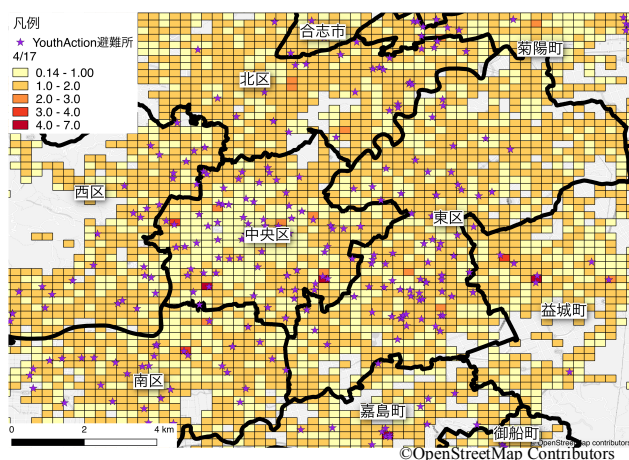 凡例
YouthAction避難所
4/17
0.14 - 1.00
1.0 - 2.0
2.0 - 3.0
3.0 - 4.0
4.0 - 7.0
合志市
菊陽町
北区
西区
東区
中央区
益城町
南区
嘉島町
御船町
0 2 4 km
© OpenStreetMap contributors
©OpenStreetMap Contributors